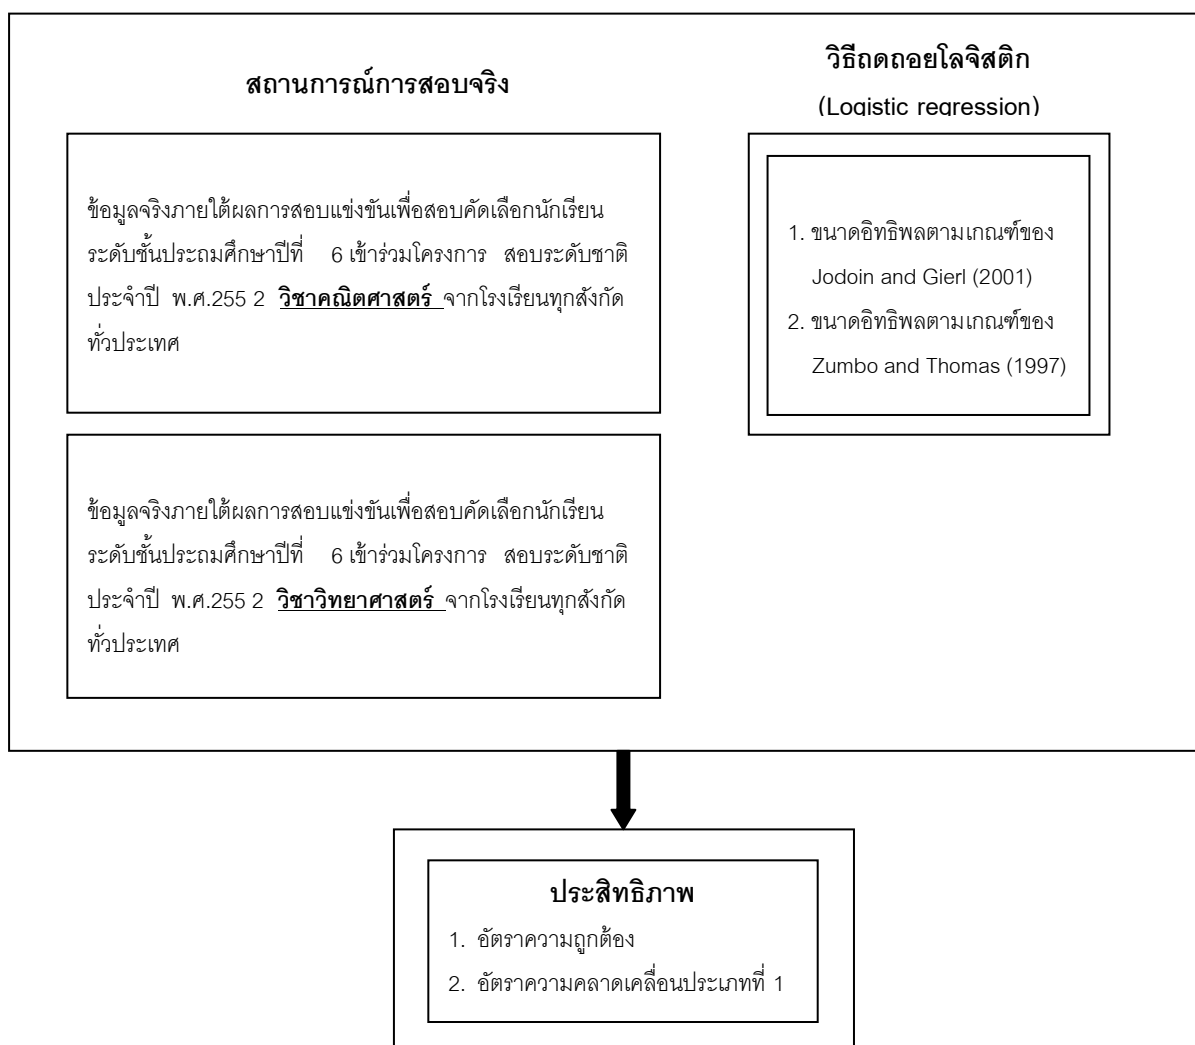 สถานการณ์การสอบจริง
ข้อมูลจริงภายใต้ผลการสอบแข่งขันเพื่อสอบคัดเลือกนักเรียน
ระดับชั้นประถมศึกษาปีที่ 6 เข้าร่วมโครงการ สอบระดับชาติ
ประจำปี พ.ศ.255 2 วิชาคณิตศาสตร์ จากโรงเรียนทุกสังกัด
ทั่วประเทศ
ข้อมูลจริงภายใต้ผลการสอบแข่งขันเพื่อสอบคัดเลือกนักเรียน
ระดับชั้นประถมศึกษาปีที่ 6 เข้าร่วมโครงการ สอบระดับชาติ
ประจำปี พ.ศ.255 2 วิชาวิทยาศาสตร์ จากโรงเรียนทุกสังกัด
ทั่วประเทศ
วิธีถดถอยโลจิสติก
(Logistic regression)
1. ขนาดอิทธิพลตามเกณฑ์ของ
Jodoin and Gierl (2001)
2. ขนาดอิทธิพลตามเกณฑ์ของ
Zumbo and Thomas (1997)
ประสิทธิภาพ
1. อัตราความถูกต้อง
2. อัตราความคลาดเคลื่อนประเภทที่ 1